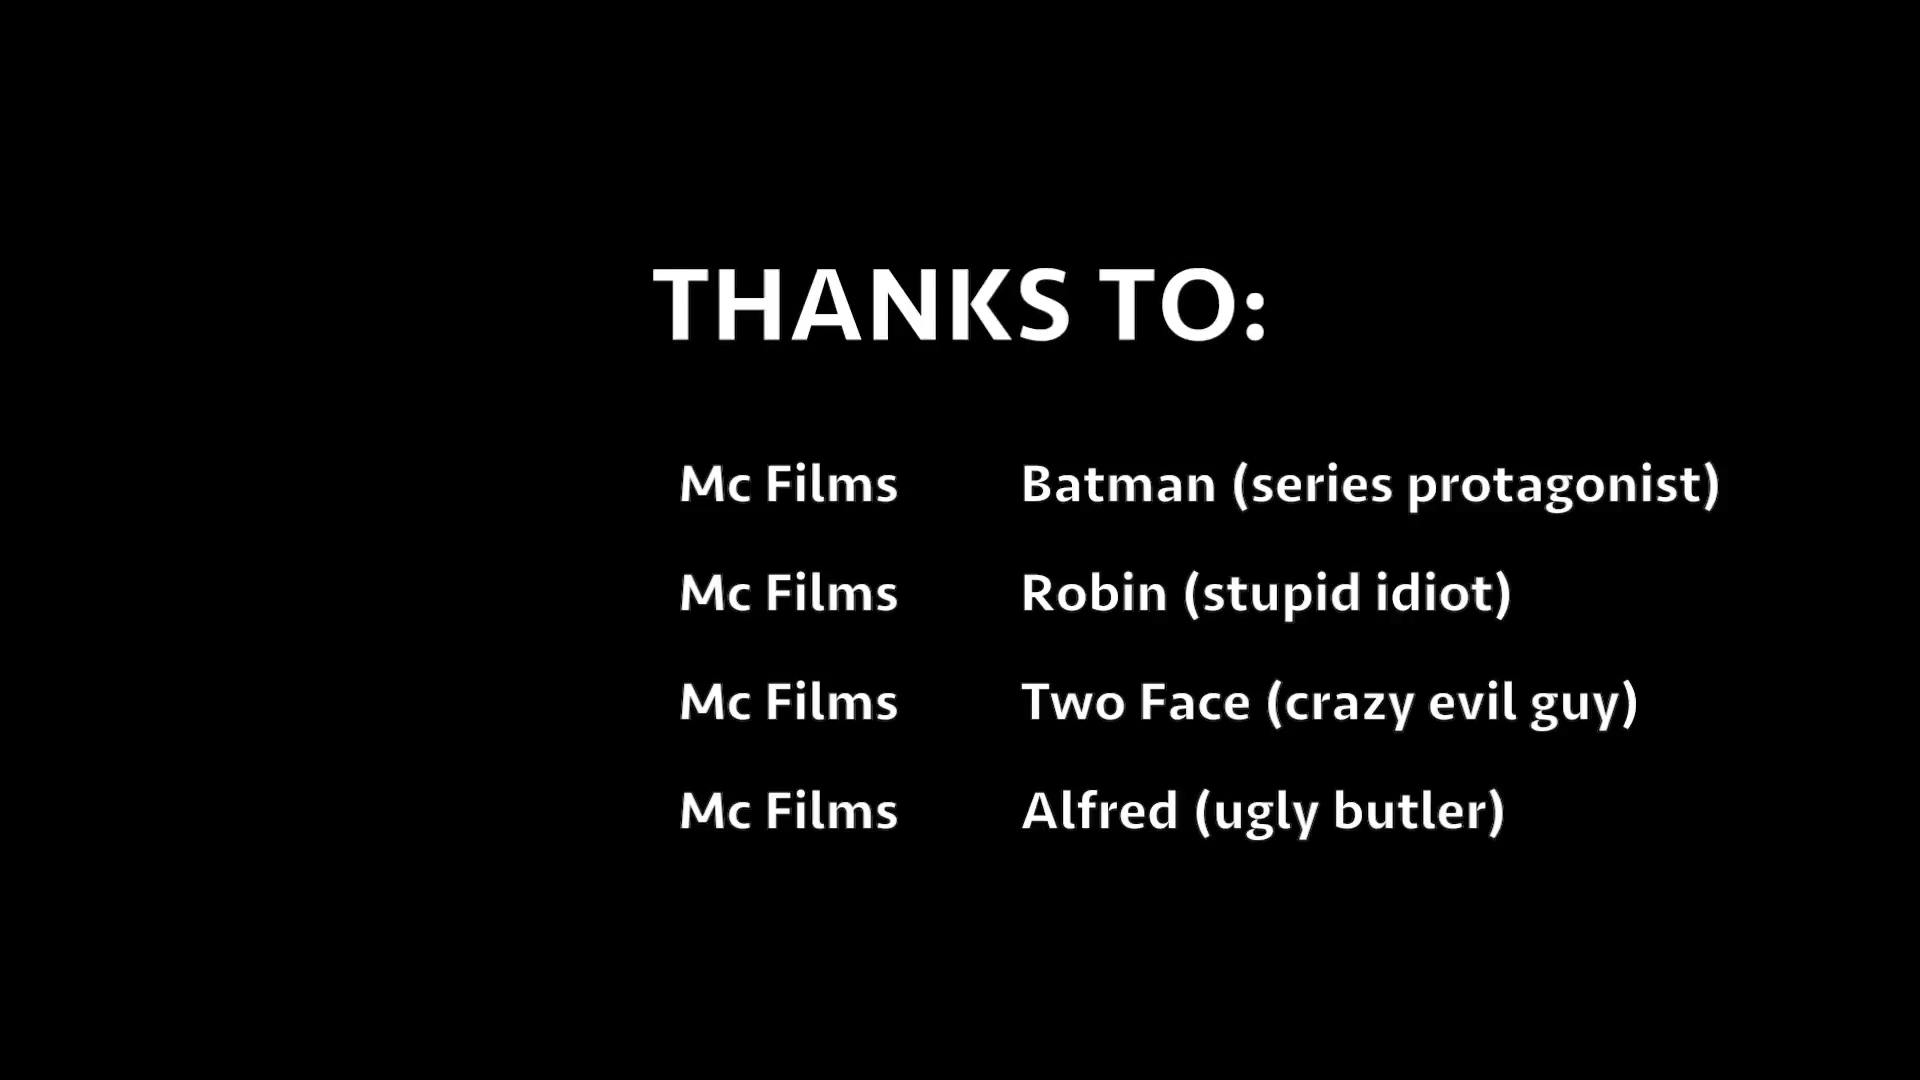 THANKS TO:
Mc Films Batman (series protagonist)
Mc Films Robin (stupid idiot)
Mc Films Two Face (crazy evil guy)
Mc Films Alfred (ugly butler)